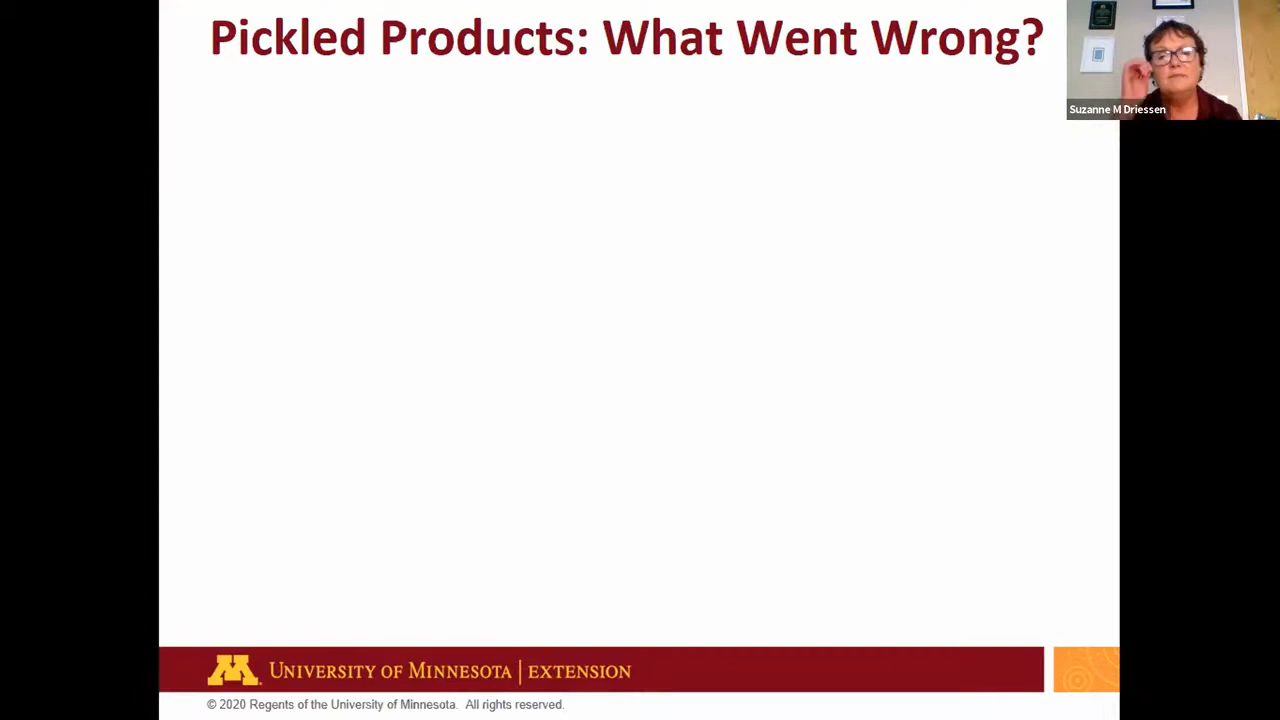 Pickled Products: What Went Wrong?
Suzanne M Driessen
UNIVERSITY OF MINNESOTA | EXTENSION
© 2020 Regents of the University of Minnesota. All rights reserved.